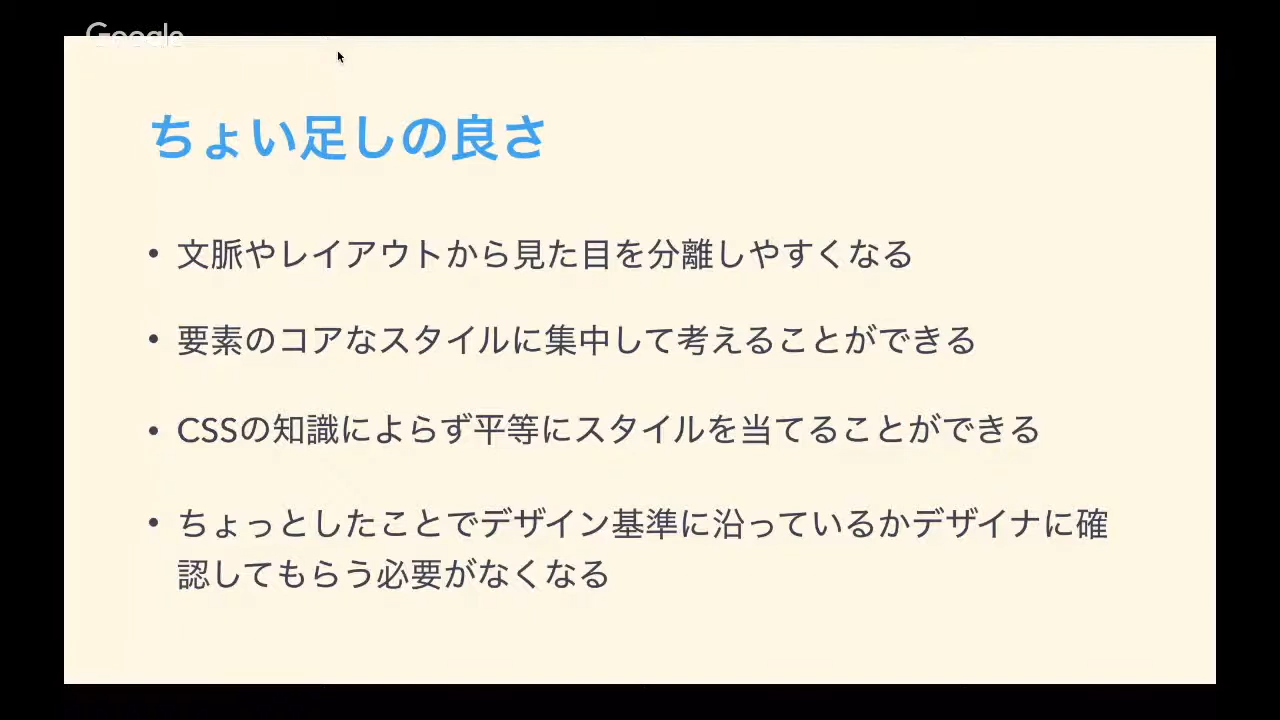 Google
ちょい足しの良さ
• 文脈やレイアウトから見た目を分離しやすくなる
• 要素のコアなスタイルに集中して考えることができる
• CSSの知識によらず平等にスタイルを当てることができる
• ちょっとしたことでデザイン基準に沿っているかデザイナに確
認してもらう必要がなくなる